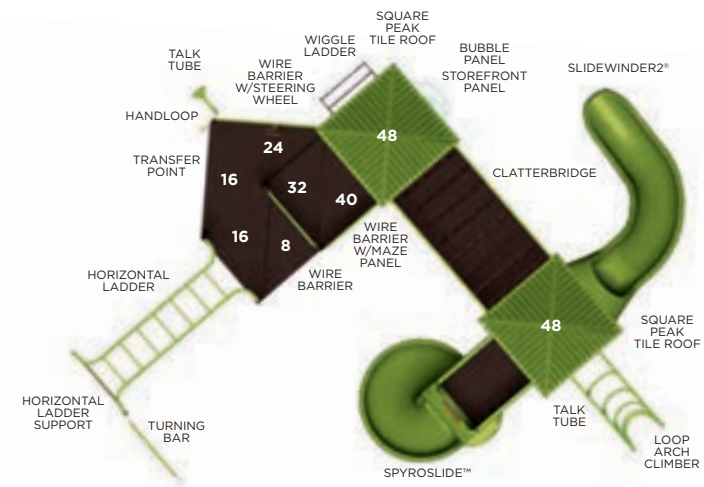 SQUARE
PEAK
TILE ROOF
WIGGLE
LADDER
BUBBLE
PANEL
STOREFRONT
PANEL
TALK
TUBE
WIRE
BARRIER
W/STEERING
WHEEL
SLIDEWINDER2®
HANDLOOP
TRANSFER
POINT
24
48
16
32
40
CLATTERBRIDGE
16
8
WIRE
BARRIER
W/MAZE
PANEL
WIRE
BARRIER
HORIZONTAL
LADDER
48
SQUARE
PEAK
TILE ROOF
HORIZONTAL
LADDER
SUPPORT
TURNING
BAR
TALK
TUBE
LOOP
ARCH
CLIMBER
SPYROSLIDE™